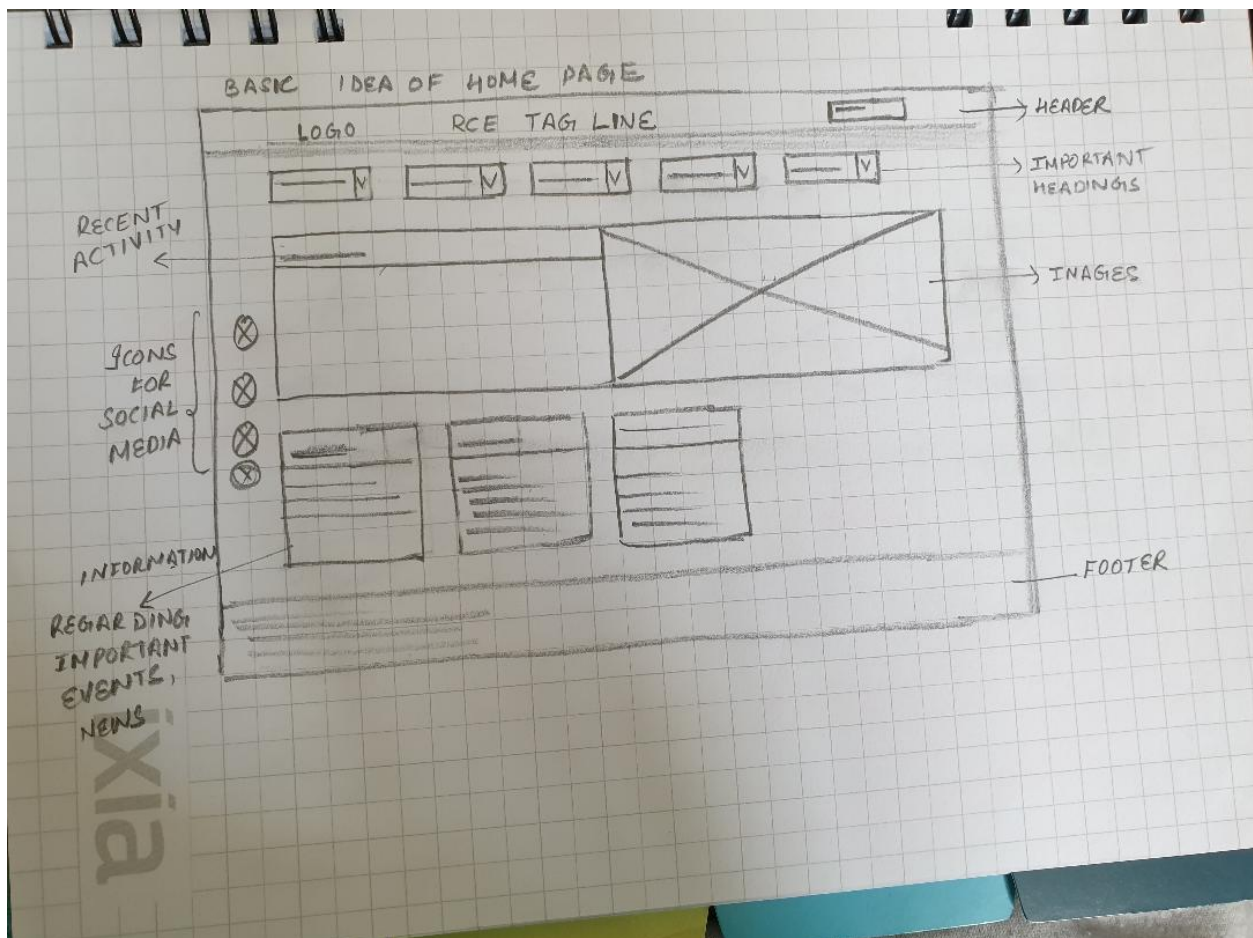 BASIC IDEA OF HOME PAGE
LOGO RCE TAG LINE
HEADER
IMPORTANT
HEADINGS
RECENT
ACTIVITY
INAGES
ICONS
FOR
SOCIAL
MEDIA
INFORMATION
REGARDING
IMPORTANT
EVENTS,
NEWS
FOOTER
ixia